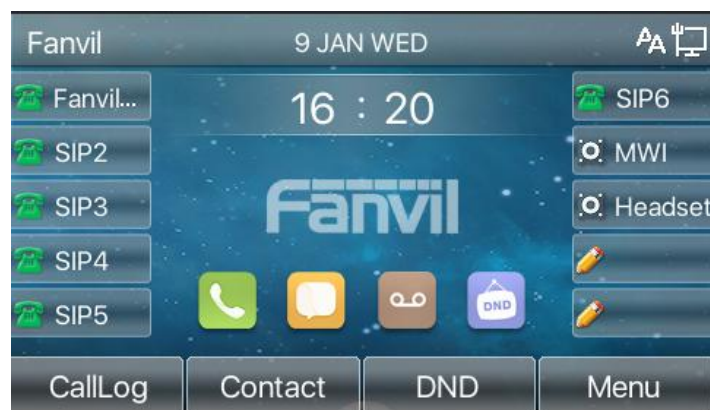 Fanvil 9 JAN WED AA
Fanvil... 16 : 20 SIP6
SIP2 MWI
SIP3 Fanvil Headset
SIP4
SIP5 DND
CallLog Contact DND Menu